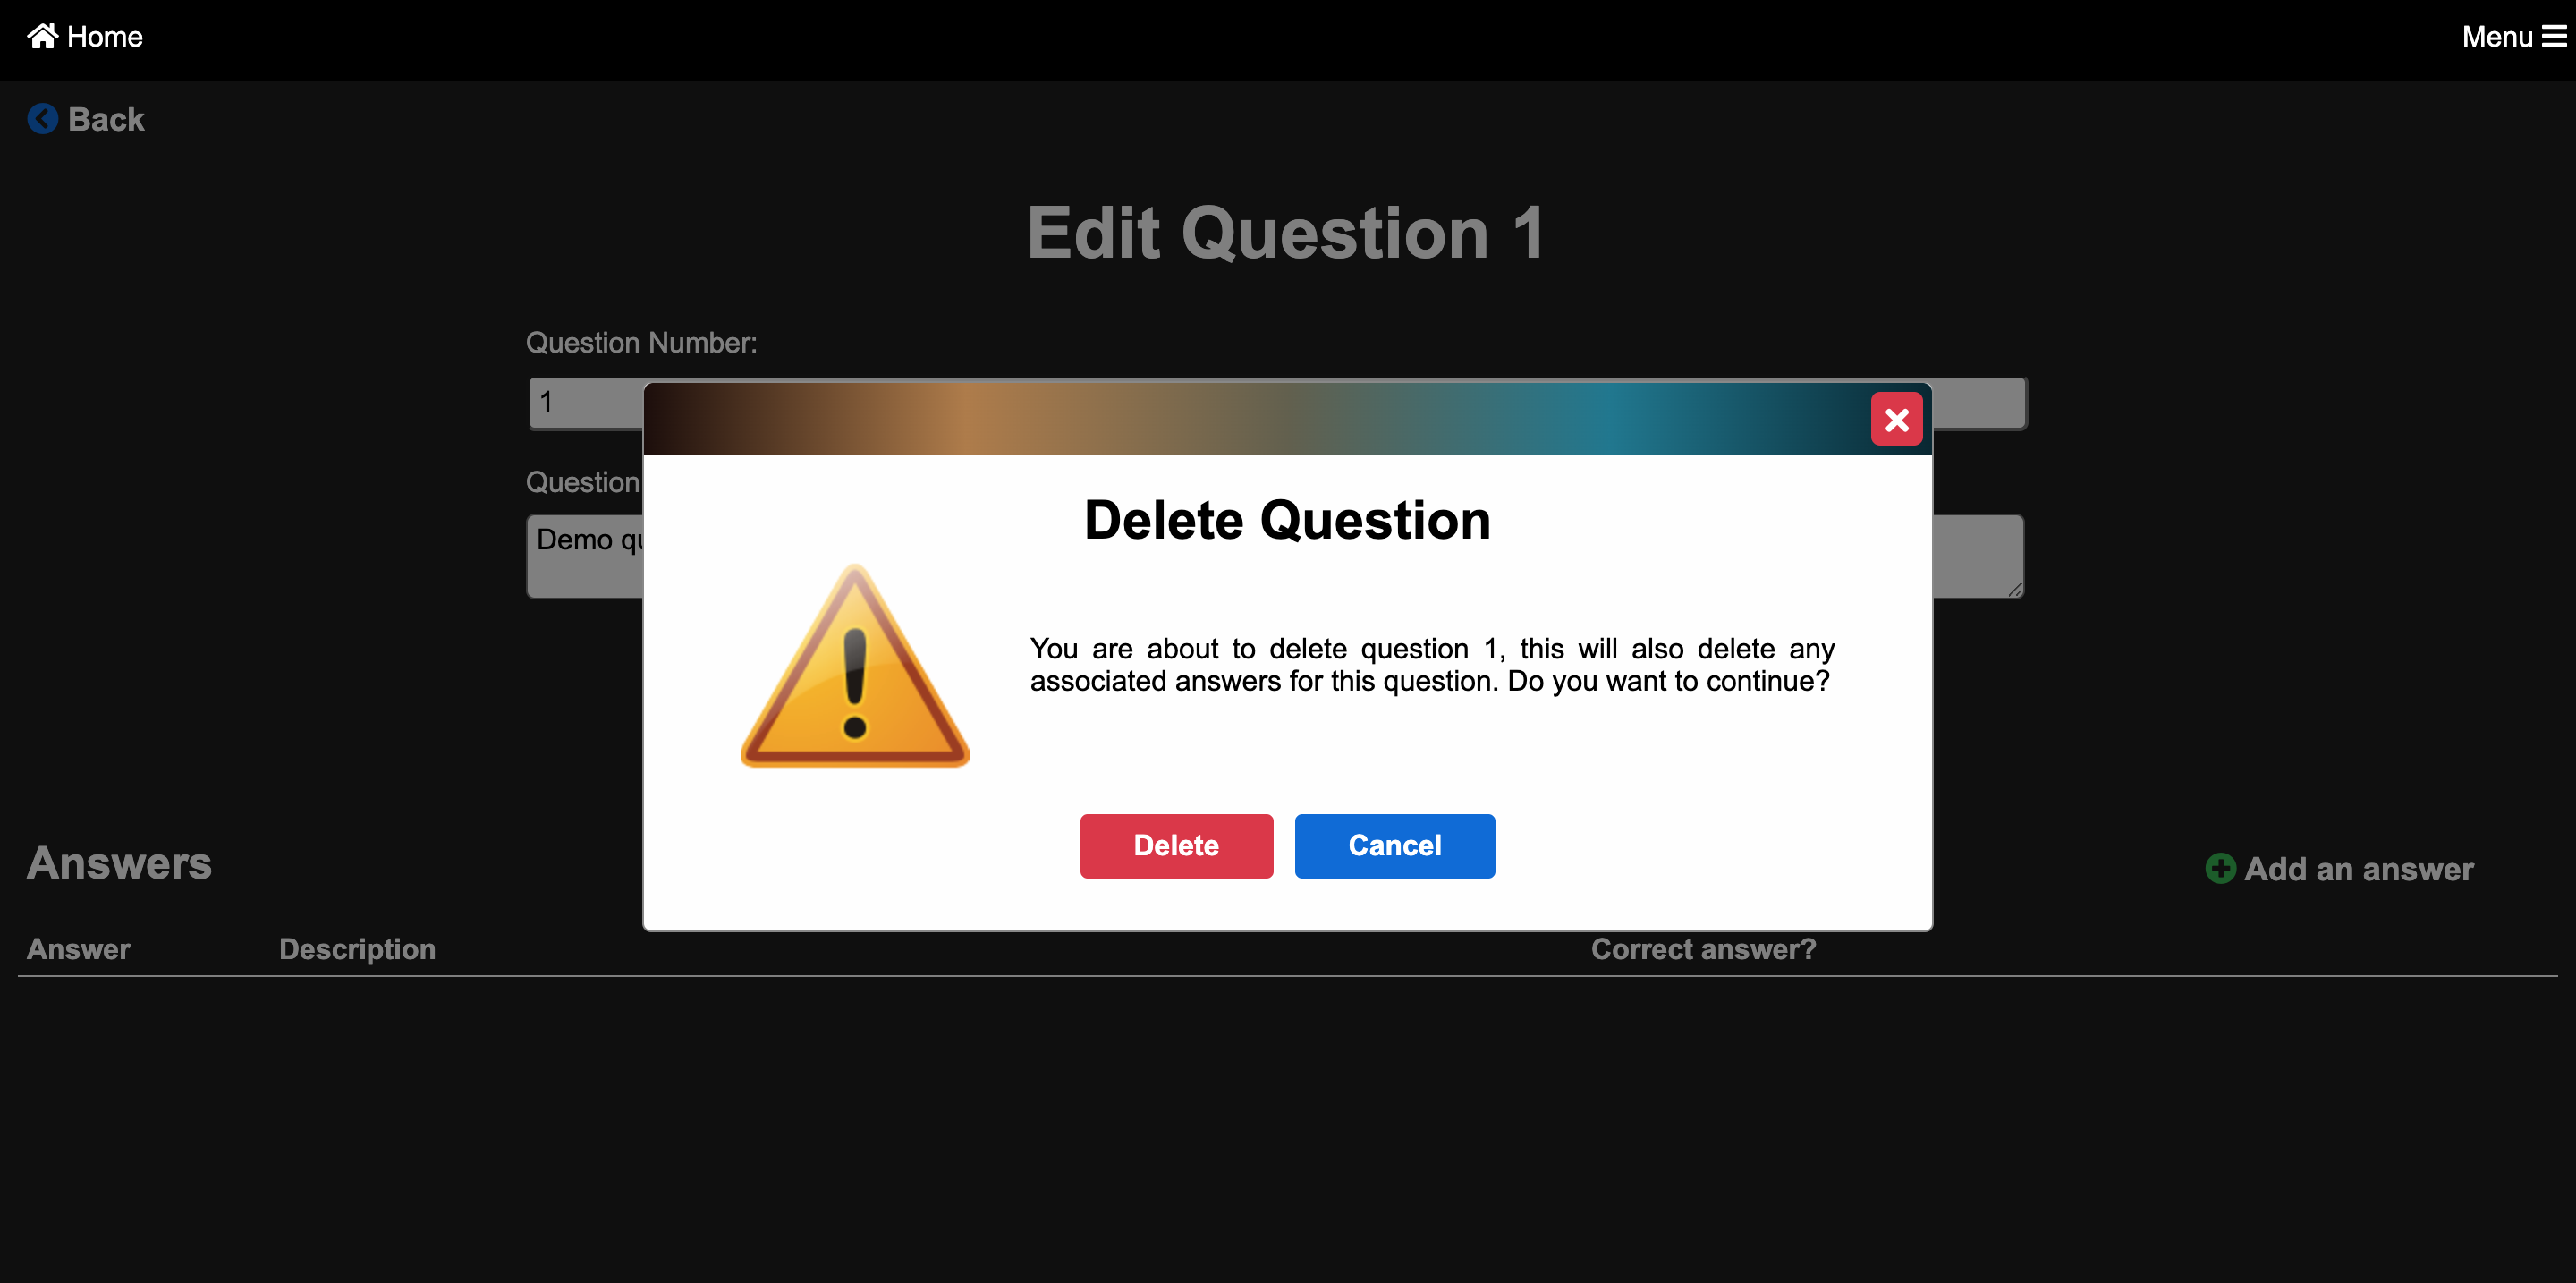 Home
Menu
Back
Edit Question 1
Question Number:
1
Question
Demo
Delete Question
You are about to delete question 1, this will also delete any
associated answers for this question. Do you want to continue?
Delete
Cancel
Answers
Add an answer
Answer
Description
Correct answer?